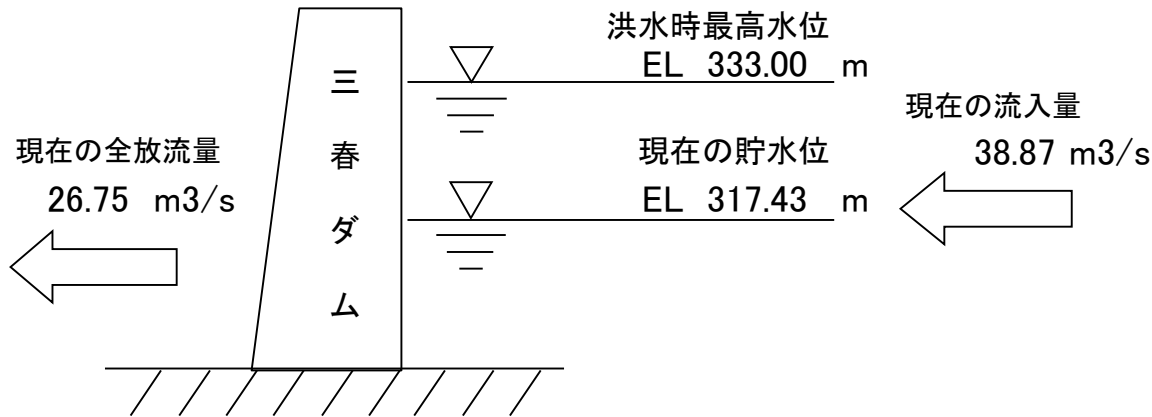 洪水時最高水位
EL 333.00 m
現在の流入量
38.87 m3/s
現在の貯水位
EL 317.43 m
現在の全放流量
26.75 m3/s
三春ダム